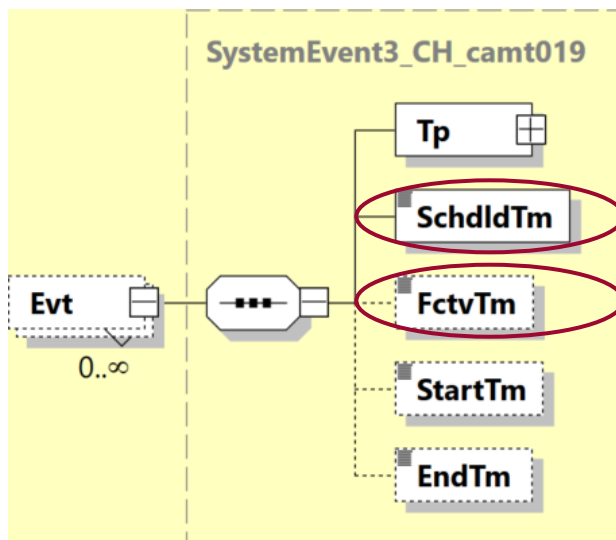 SystemEvent3_CH_camt019
Tp
SchdldTm
FctvTm
Evt
0..∞
StartTm
EndTm